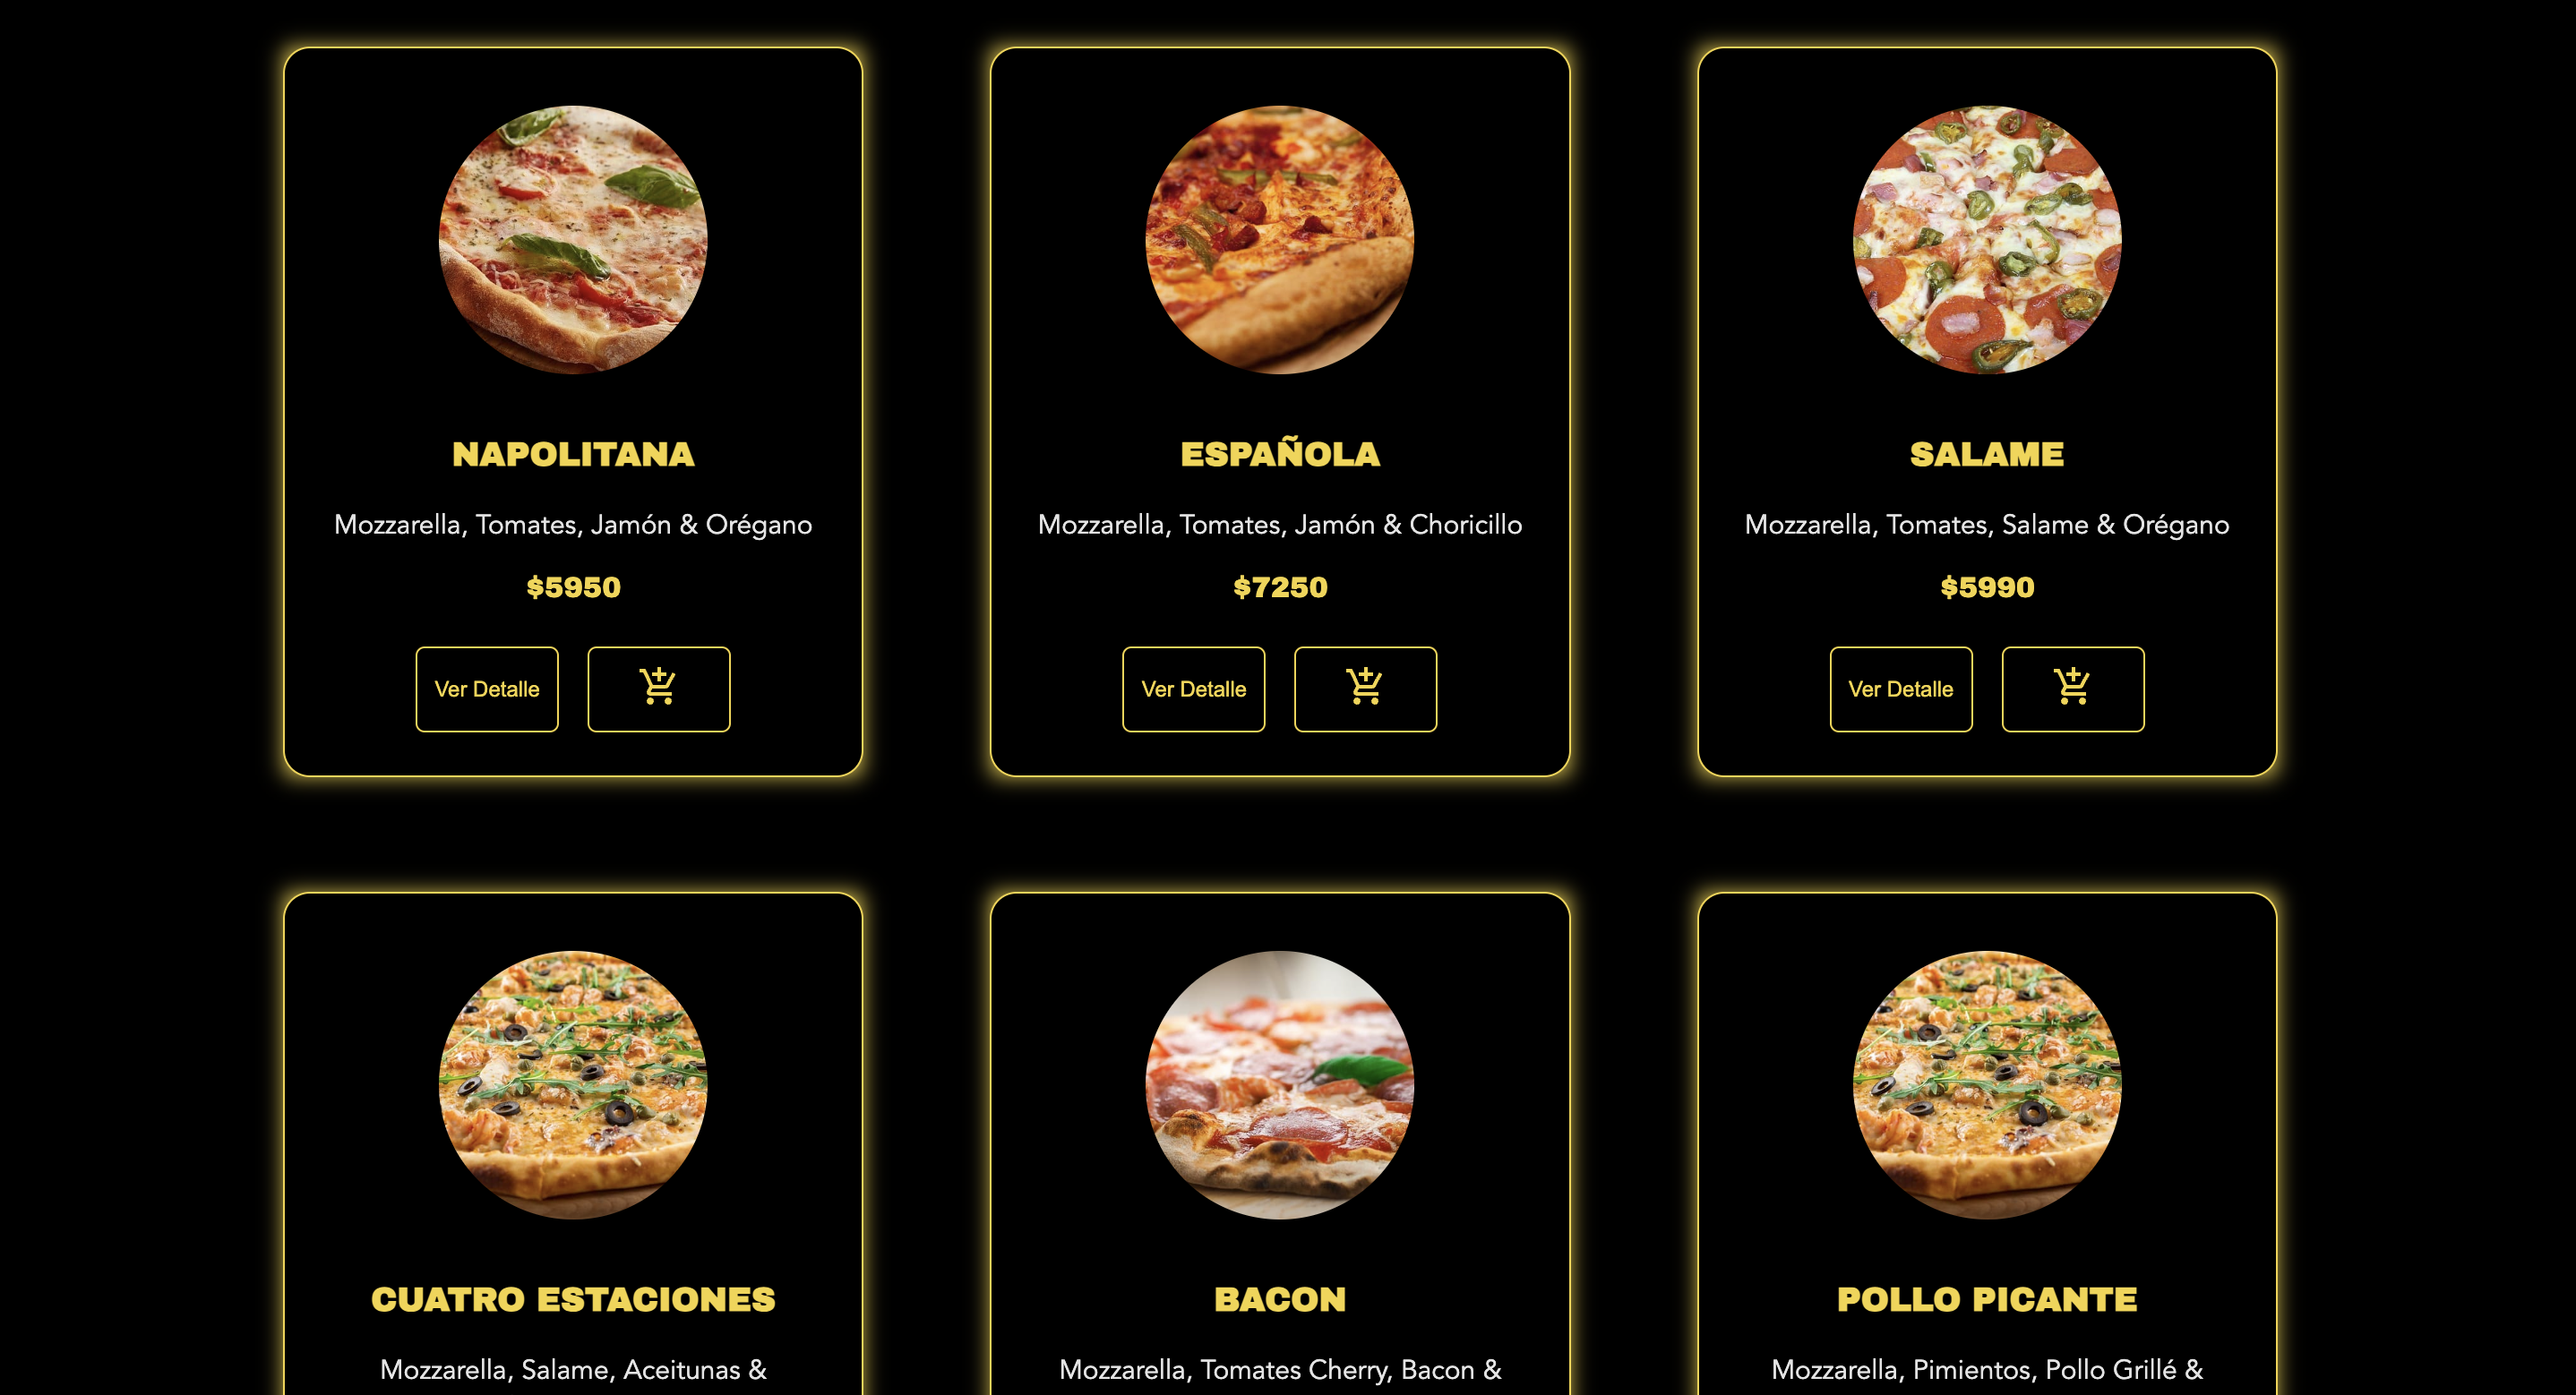 NAPOLITANA
Mozzarella, Tomates, Jamón & Orégano
$5950
Ver Detalle
ESPAÑOLA
Mozzarella, Tomates, Jamón & Choricillo
$7250
Ver Detalle
SALAME
Mozzarella, Tomates, Salame & Orégano
$5990
Ver Detalle
CUATRO ESTACIONES
Mozzarella, Salame, Aceitunas &
BACON
Mozzarella, Tomates Cherry, Bacon &
POLLO PICANTE
Mozzarella, Pimientos, Pollo Grillé &